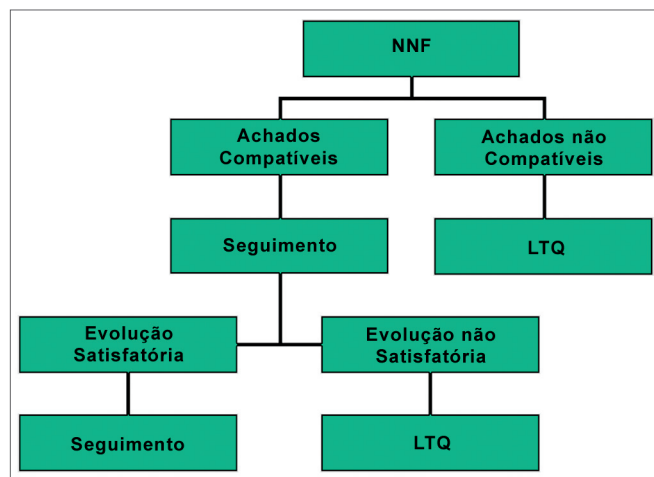 NNF
Achados
Compatíveis
Achados não
Compatíveis
Seguimento
LTQ
Evolução
Satisfatória
Evolução não
Satisfatória
Seguimento
LTQ